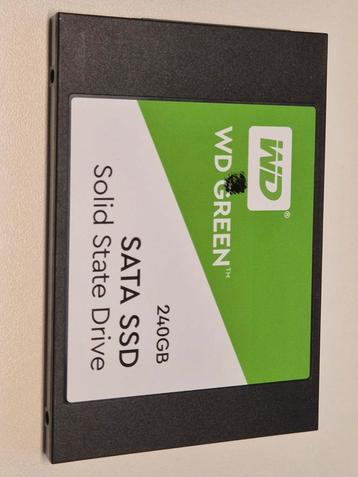 WD®
WD GREEN™
240GB
SATA SSD
Solid State Drive